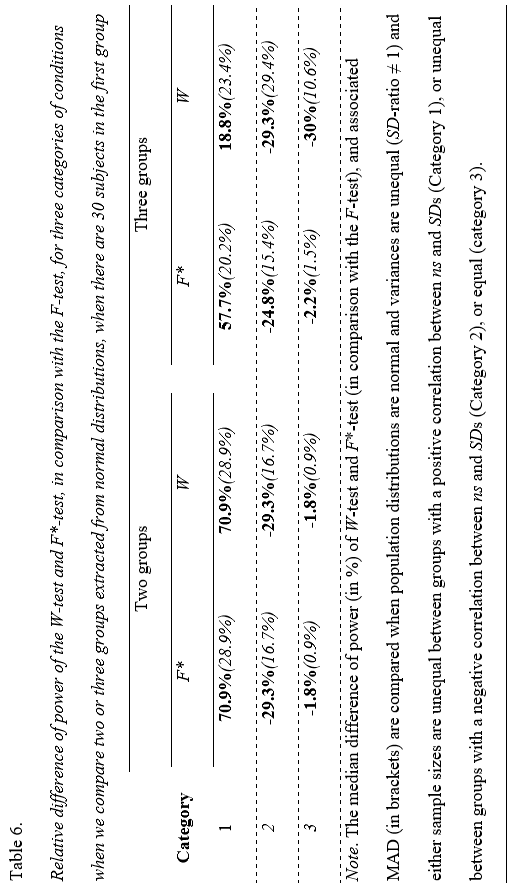 Table 6.
Relative difference of power of the W-test and F*-test, in comparison with the F-test, for three categories of conditions
when we compare two or three groups extracted from normal distributions, when there are 30 subjects in the first group
Two groups Three groups
Category F* W F* W
1 70.9%(28.9%) 70.9%(28.9%) 57.7%(20.2%) 18.8%(23.4%)
2 -29.3%(16.7%) -29.3%(16.7%) -24.8%(15.4%) -29.3%(29.4%)
3 -1.8%(0.9%) -1.8%(0.9%) -2.2%(1.5%) -30%(10.6%)
Note. The median difference of power (in %) of W-test and F*-test (in comparison with the F-test), and associated
MAD (in brackets) are compared when population distributions are normal and variances are unequal (SD-ratio ≠ 1) and
either sample sizes are unequal between groups with a positive correlation between ns and SDs (Category 1), or unequal
between groups with a negative correlation between ns and SDs (Category 2), or equal (category 3).